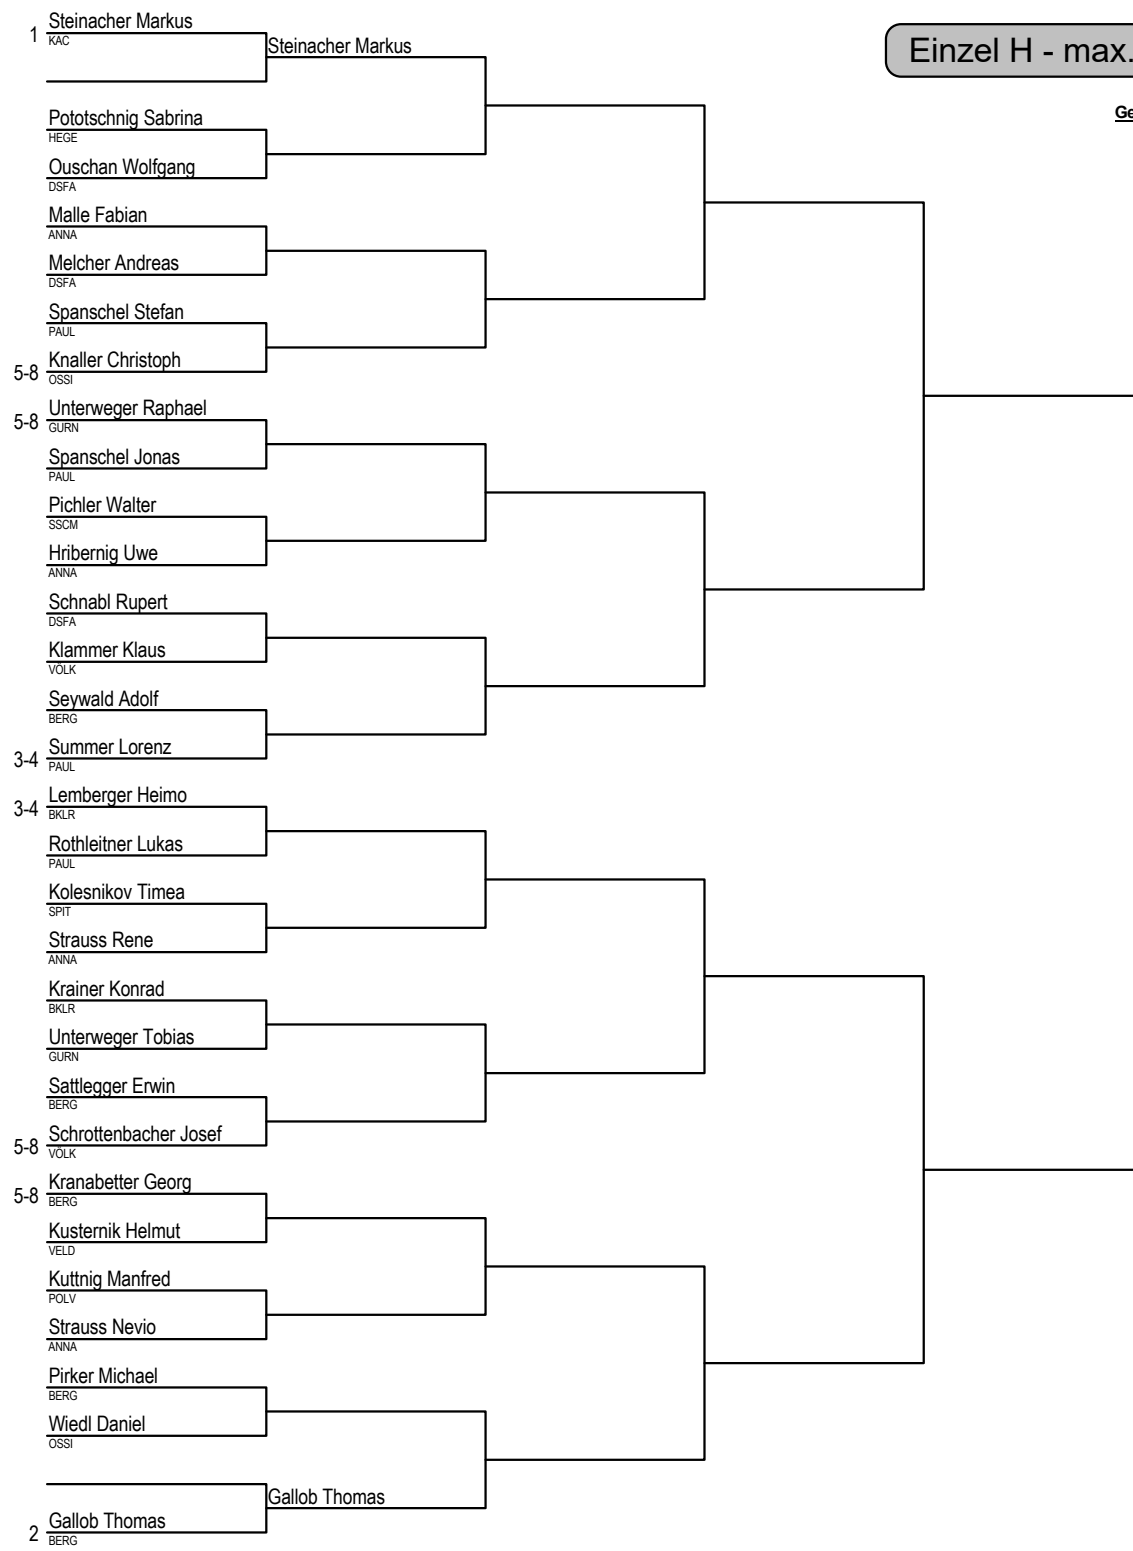 Steinacher Markus
1
KAC
Steinacher Markus
Einzel H - max.
Ge
Pototschnig Sabrina
HEGE
Ouschan Wolfgang
DSFA
Malle Fabian
ANNA
Melcher Andreas
DSFA
Spanschel Stefan
PAUL
Knaller Christoph
5-8
OSSI
Unterweger Raphael
5-8
GURN
Spanschel Jonas
PAUL
Pichler Walter
SSCM
Hribernig Uwe
ANNA
Schnabl Rupert
DSFA
Klammer Klaus
VÖLK
Seywald Adolf
BERG
Summer Lorenz
3-4
PAUL
Lemberger Heimo
3-4
BKLR
Rothleitner Lukas
PAUL
Kolesnikov Timea
SPIT
Strauss Rene
ANNA
Krainer Konrad
BKLR
Unterweger Tobias
GURN
Sattlegger Erwin
BERG
Schrottenbacher Josef
5-8
VÖLK
Kranabetter Georg
5-8
BERG
Kusternik Helmut
VELD
Kuttnig Manfred
POLV
Strauss Nevio
ANNA
Pirker Michael
BERG
Wiedl Daniel
OSSI
Gallob Thomas
Gallob Thomas
2
BERG